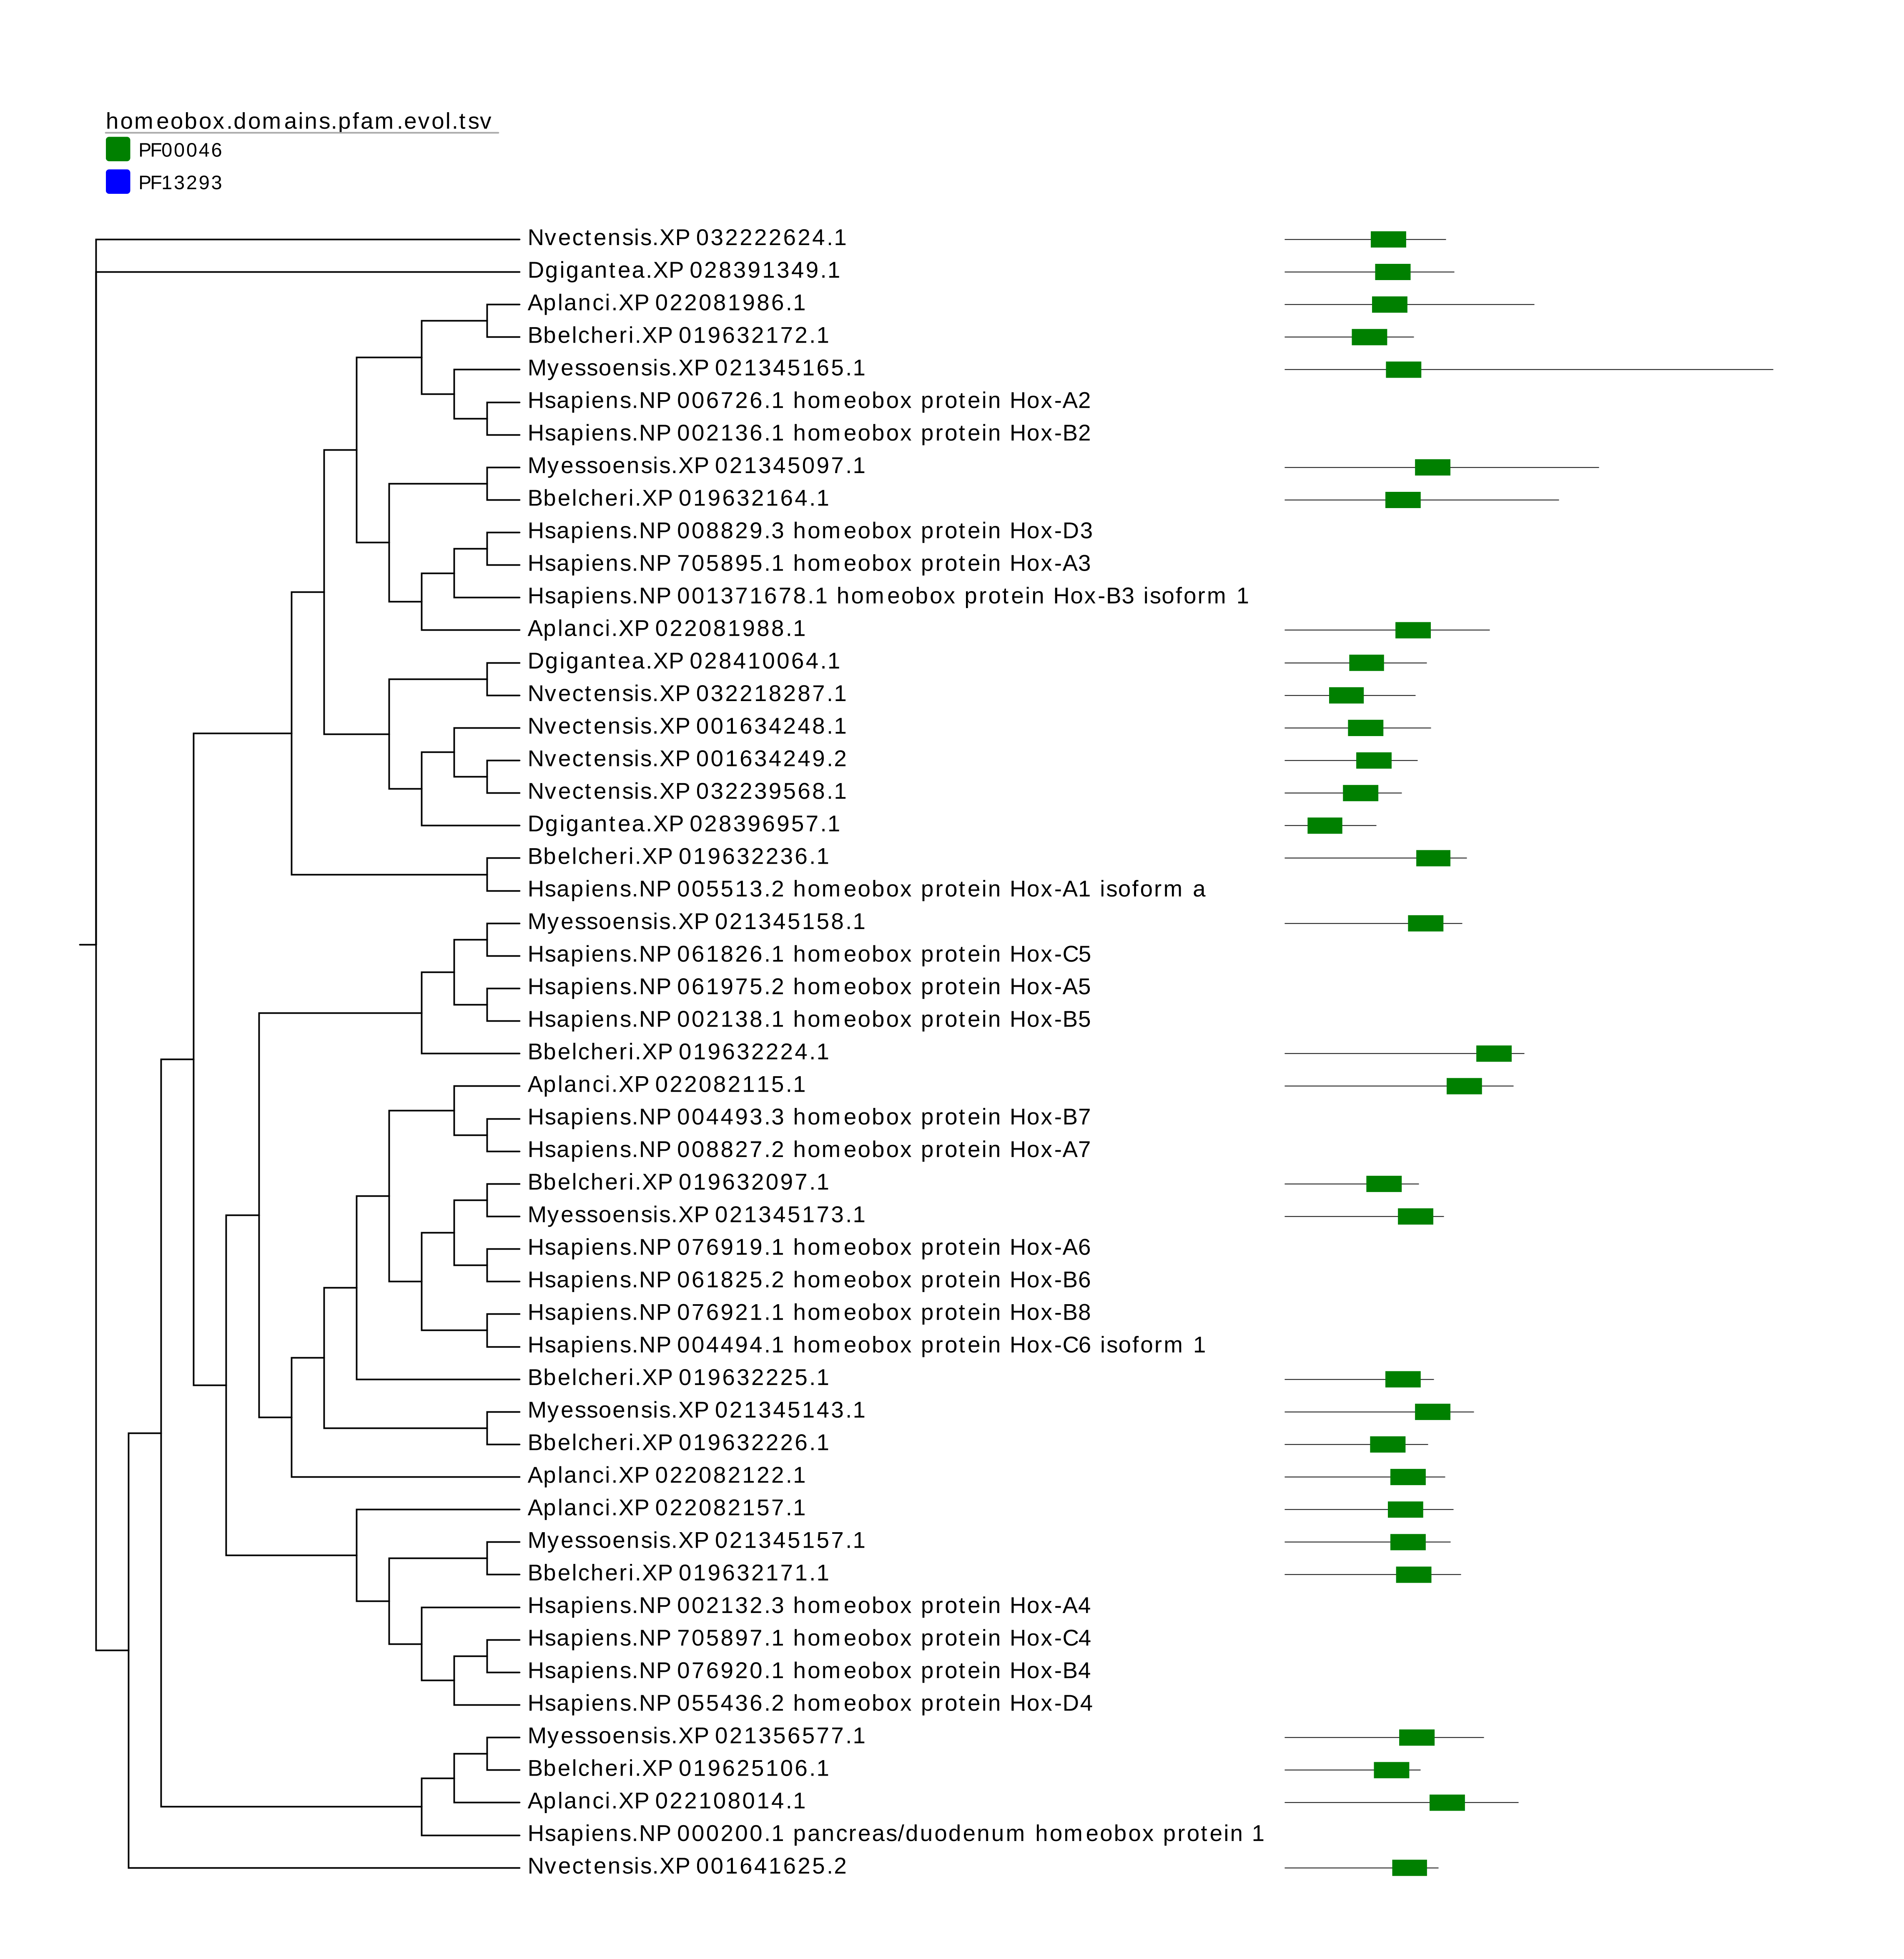 homeobox.domains.pfam.evol.tsv
PF00046
PF13293
Nvectensis.XP 032222624.1
Dgigantea.XP 028391349.1
Aplanci.XP 022081986.1
Bbelcheri.XP 019632172.1
Myessoensis.XP 021345165.1
Hsapiens.NP 006726.1 homeobox protein Hox-A2
Hsapiens.NP 002136.1 homeobox protein Hox-B2
Myessoensis.XP 021345097.1
Bbelcheri.XP 019632164.1
Hsapiens.NP 008829.3 homeobox protein Hox-D3
Hsapiens.NP 705895.1 homeobox protein Hox-A3
Hsapiens.NP 001371678.1 homeobox protein Hox-B3 isoform 1
Aplanci.XP 022081988.1
Dgigantea.XP 028410064.1
Nvectensis.XP 032218287.1
Nvectensis.XP 001634248.1
Nvectensis.XP 001634249.2
Nvectensis.XP 032239568.1
Dgigantea.XP 028396957.1
Bbelcheri.XP 019632236.1
Hsapiens.NP 005513.2 homeobox protein Hox-A1 isoform a
Myessoensis.XP 021345158.1
Hsapiens.NP 061826.1 homeobox protein Hox-C5
Hsapiens.NP 061975.2 homeobox protein Hox-A5
Hsapiens.NP 002138.1 homeobox protein Hox-B5
Bbelcheri.XP 019632224.1
Aplanci.XP 022082115.1
Hsapiens.NP 004493.3 homeobox protein Hox-B7
Hsapiens.NP 008827.2 homeobox protein Hox-A7
Bbelcheri.XP 019632097.1
Myessoensis.XP 021345173.1
Hsapiens.NP 076919.1 homeobox protein Hox-A6
Hsapiens.NP 061825.2 homeobox protein Hox-B6
Hsapiens.NP 076921.1 homeobox protein Hox-B8
Hsapiens.NP 004494.1 homeobox protein Hox-C6 isoform 1
Bbelcheri.XP 019632225.1
Myessoensis.XP 021345143.1
Bbelcheri.XP 019632226.1
Aplanci.XP 022082122.1
Aplanci.XP 022082157.1
Myessoensis.XP 021345157.1
Bbelcheri.XP 019632171.1
Hsapiens.NP 002132.3 homeobox protein Hox-A4
Hsapiens.NP 705897.1 homeobox protein Hox-C4
Hsapiens.NP 076920.1 homeobox protein Hox-B4
Hsapiens.NP 055436.2 homeobox protein Hox-D4
Myessoensis.XP 021356577.1
Bbelcheri.XP 019625106.1
Aplanci.XP 022108014.1
Hsapiens.NP 000200.1 pancreas/duodenum homeobox protein 1
Nvectensis.XP 001641625.2